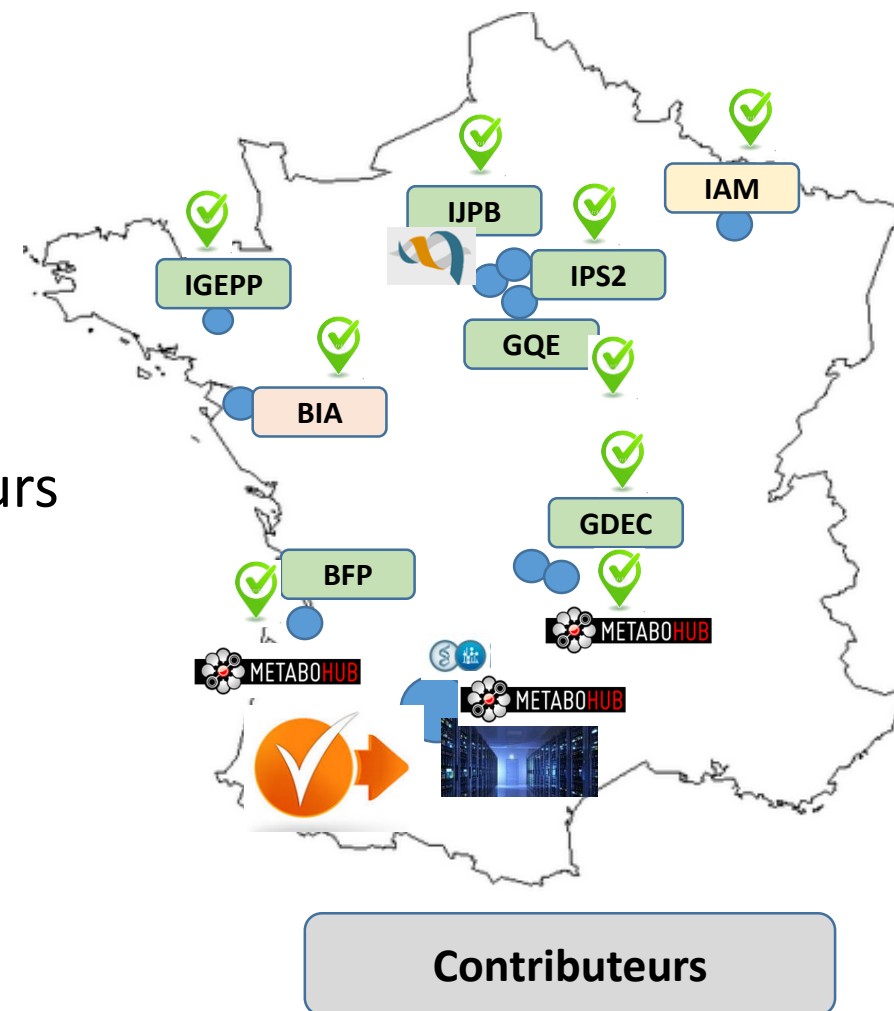 IAM
IJPB
IPS2
IGEPP
GQE
BIA
urs
GDEC
BFP
METABOHUB
METABOHUB
METABOHUB
Contributeurs